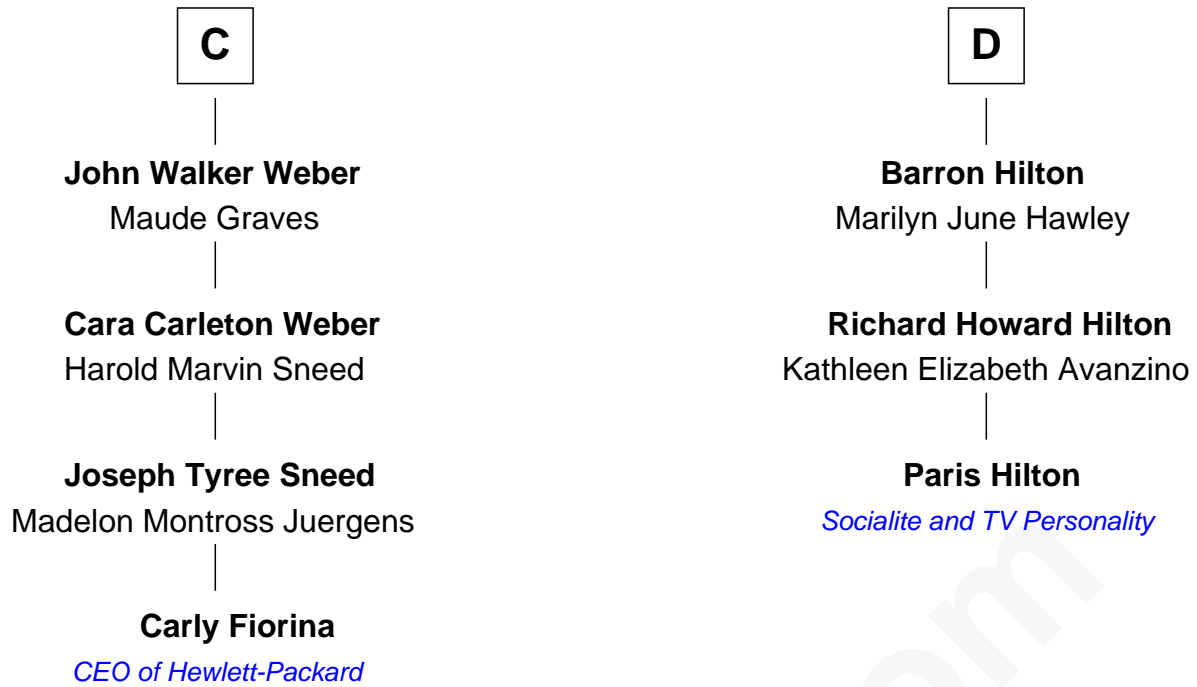 C
John Walker Weber
Maude Graves
Cara Carleton Weber
Harold Marvin Sneed
Joseph Tyree Sneed
Madelon Montross Juergens
Carly Fiorina
CEO of Hewlett-Packard
D
Barron Hilton
Marilyn June Hawley
Richard Howard Hilton
Kathleen Elizabeth Avanzino
Paris Hilton
Socialite and TV Personality
om